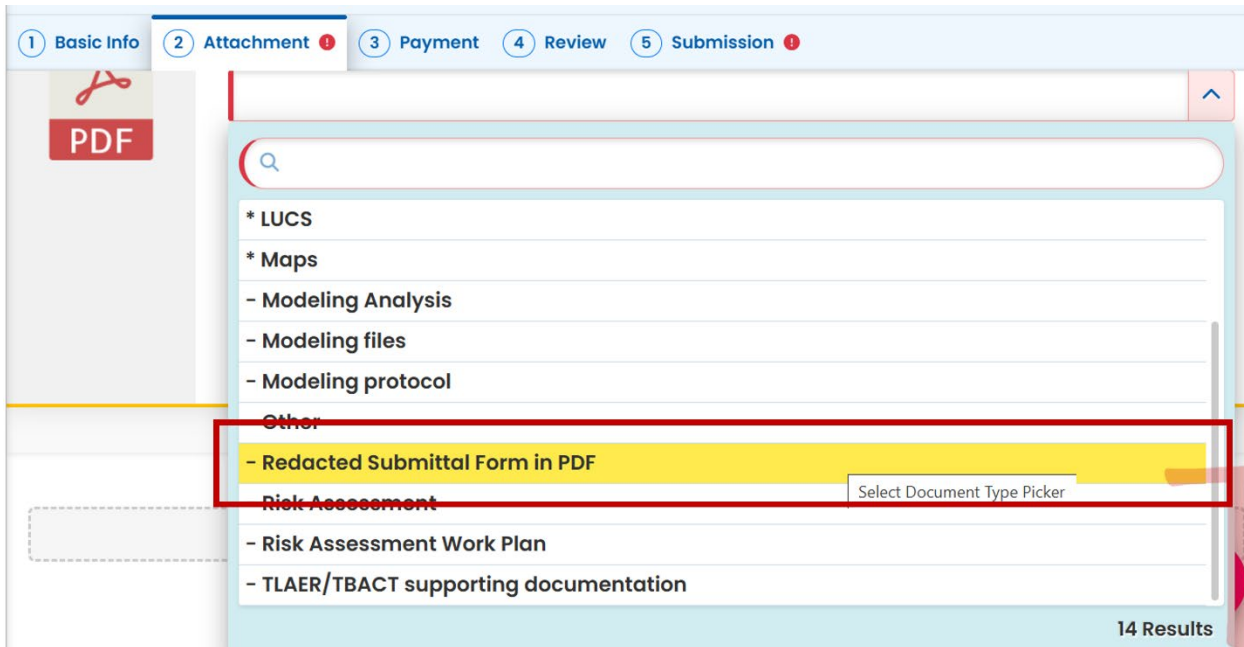 1 Basic Info 2 Attachment ! 3 Payment 4 Review 5 Submission !
PDF
* LUCS
* Maps
- Modeling Analysis
- Modeling files
- Modeling protocol
- Other
- Redacted Submittal Form in PDF
Select Document Type Picker
- Risk Assessment
- Risk Assessment Work Plan
- TLAER/TBACT supporting documentation
14 Results